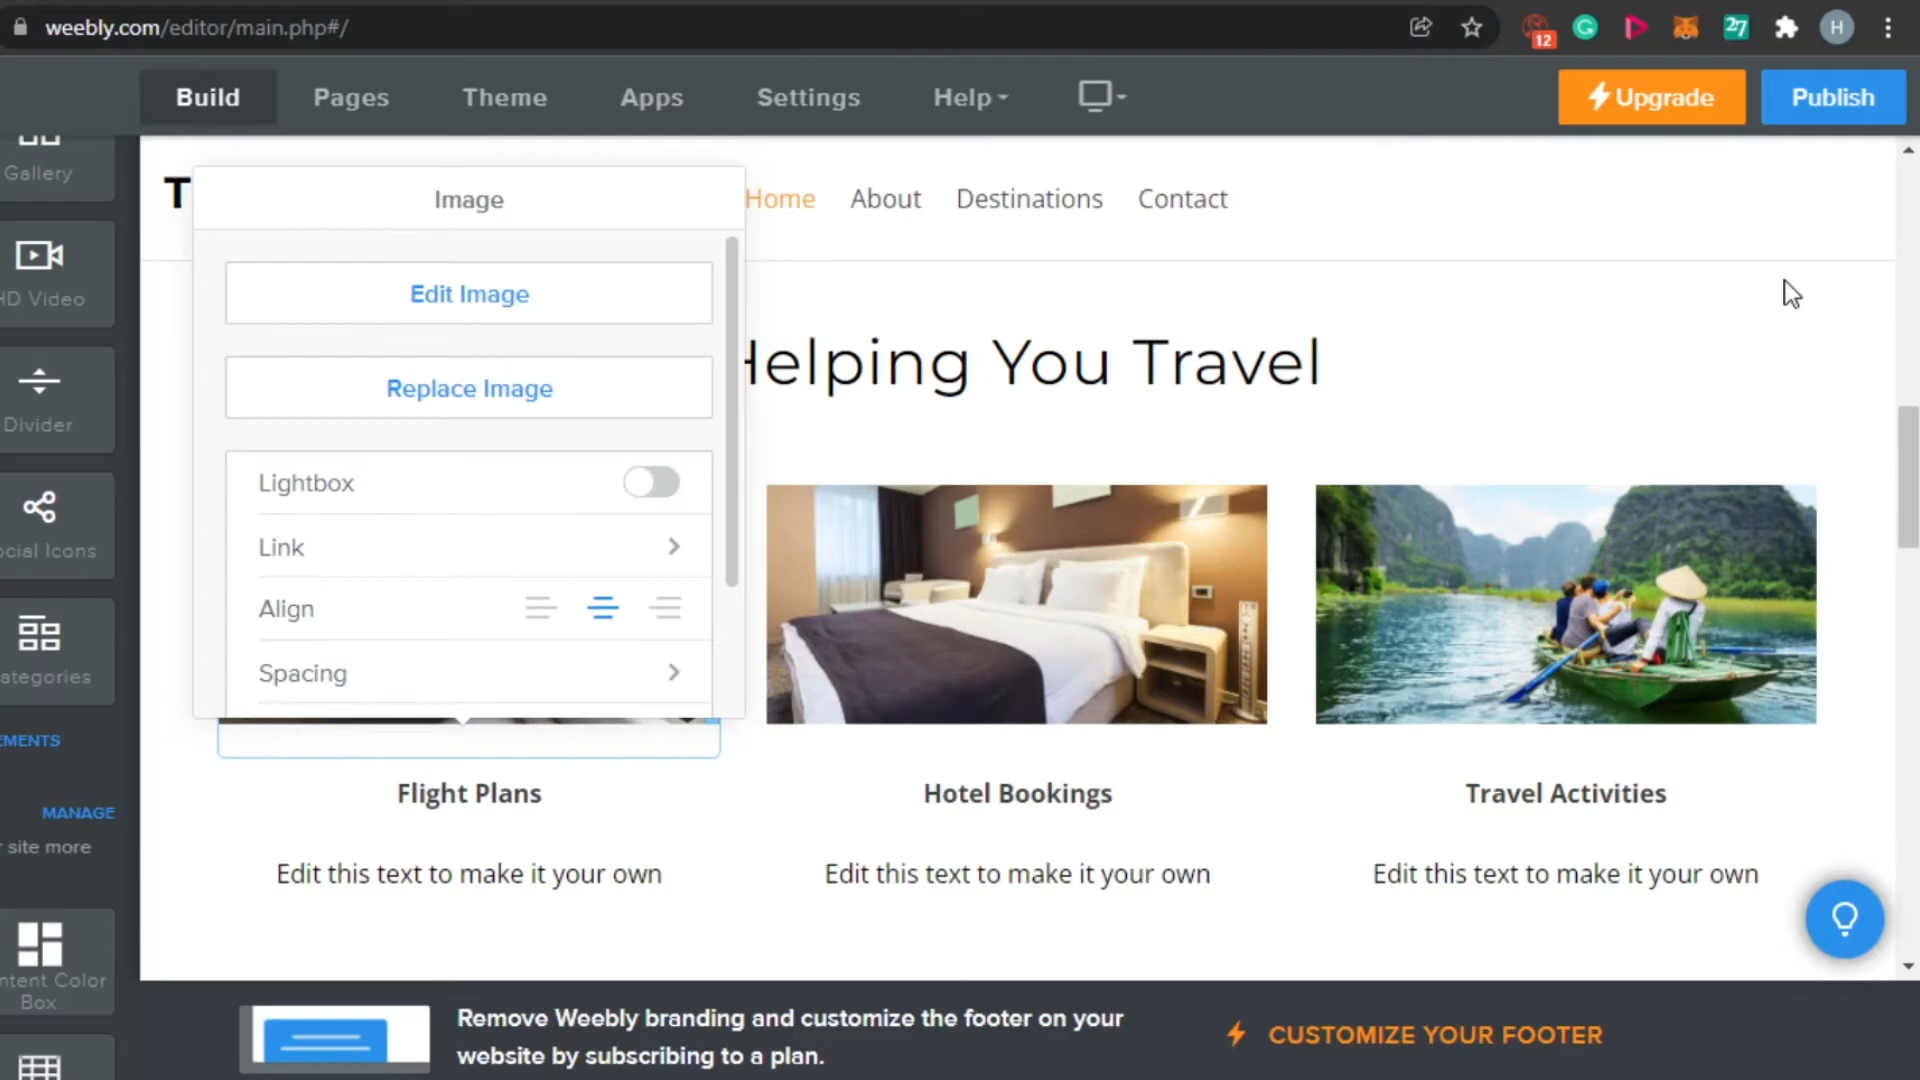 weebly.com/editor/main.php#/
12
27
H
Build
Pages
Theme
Apps
Settings
Help
Upgrade
Publish
Gallery
HD Video
Divider
ocial Icons
ategories
EMENTS
MANAGE
r site more
ntent Color
Box
T
Home
About
Destinations
Contact
Image
Edit Image
Replace Image
Lightbox
Link
Align
Spacing
Helping You Travel
Flight Plans
Hotel Bookings
Travel Activities
Edit this text to make it your own
Edit this text to make it your own
Edit this text to make it your own
Remove Weebly branding and customize the footer on your
website by subscribing to a plan.
CUSTOMIZE YOUR FOOTER